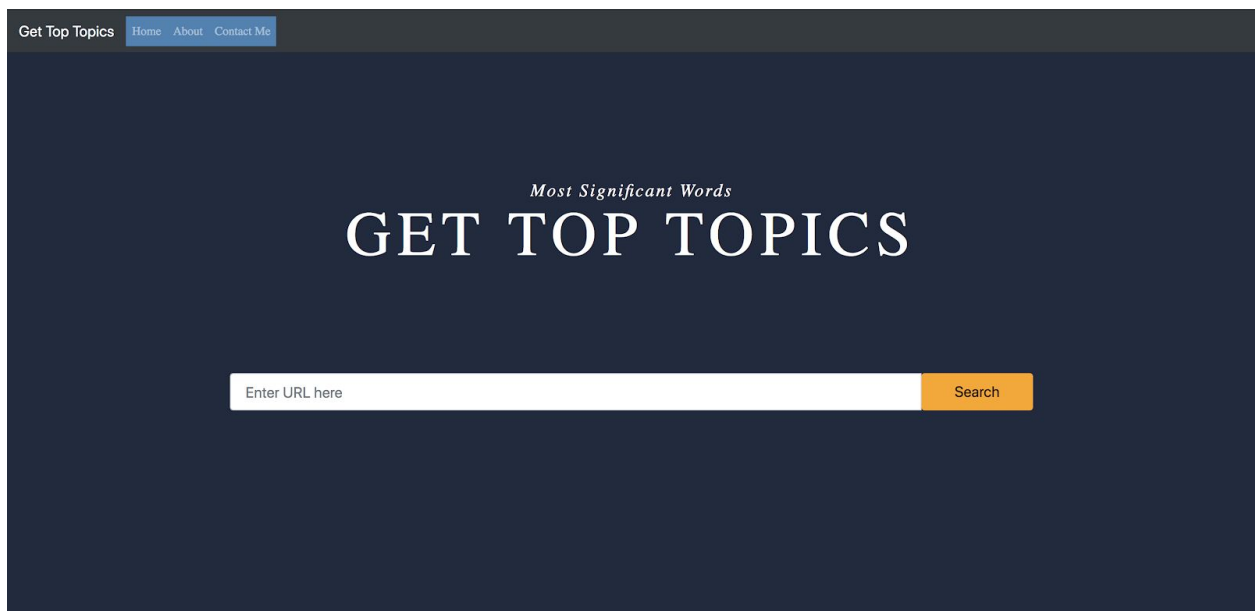 Get Top Topics Home About Contact Me
Most Significant Words
GET TOP TOPICS
Enter URL here Search